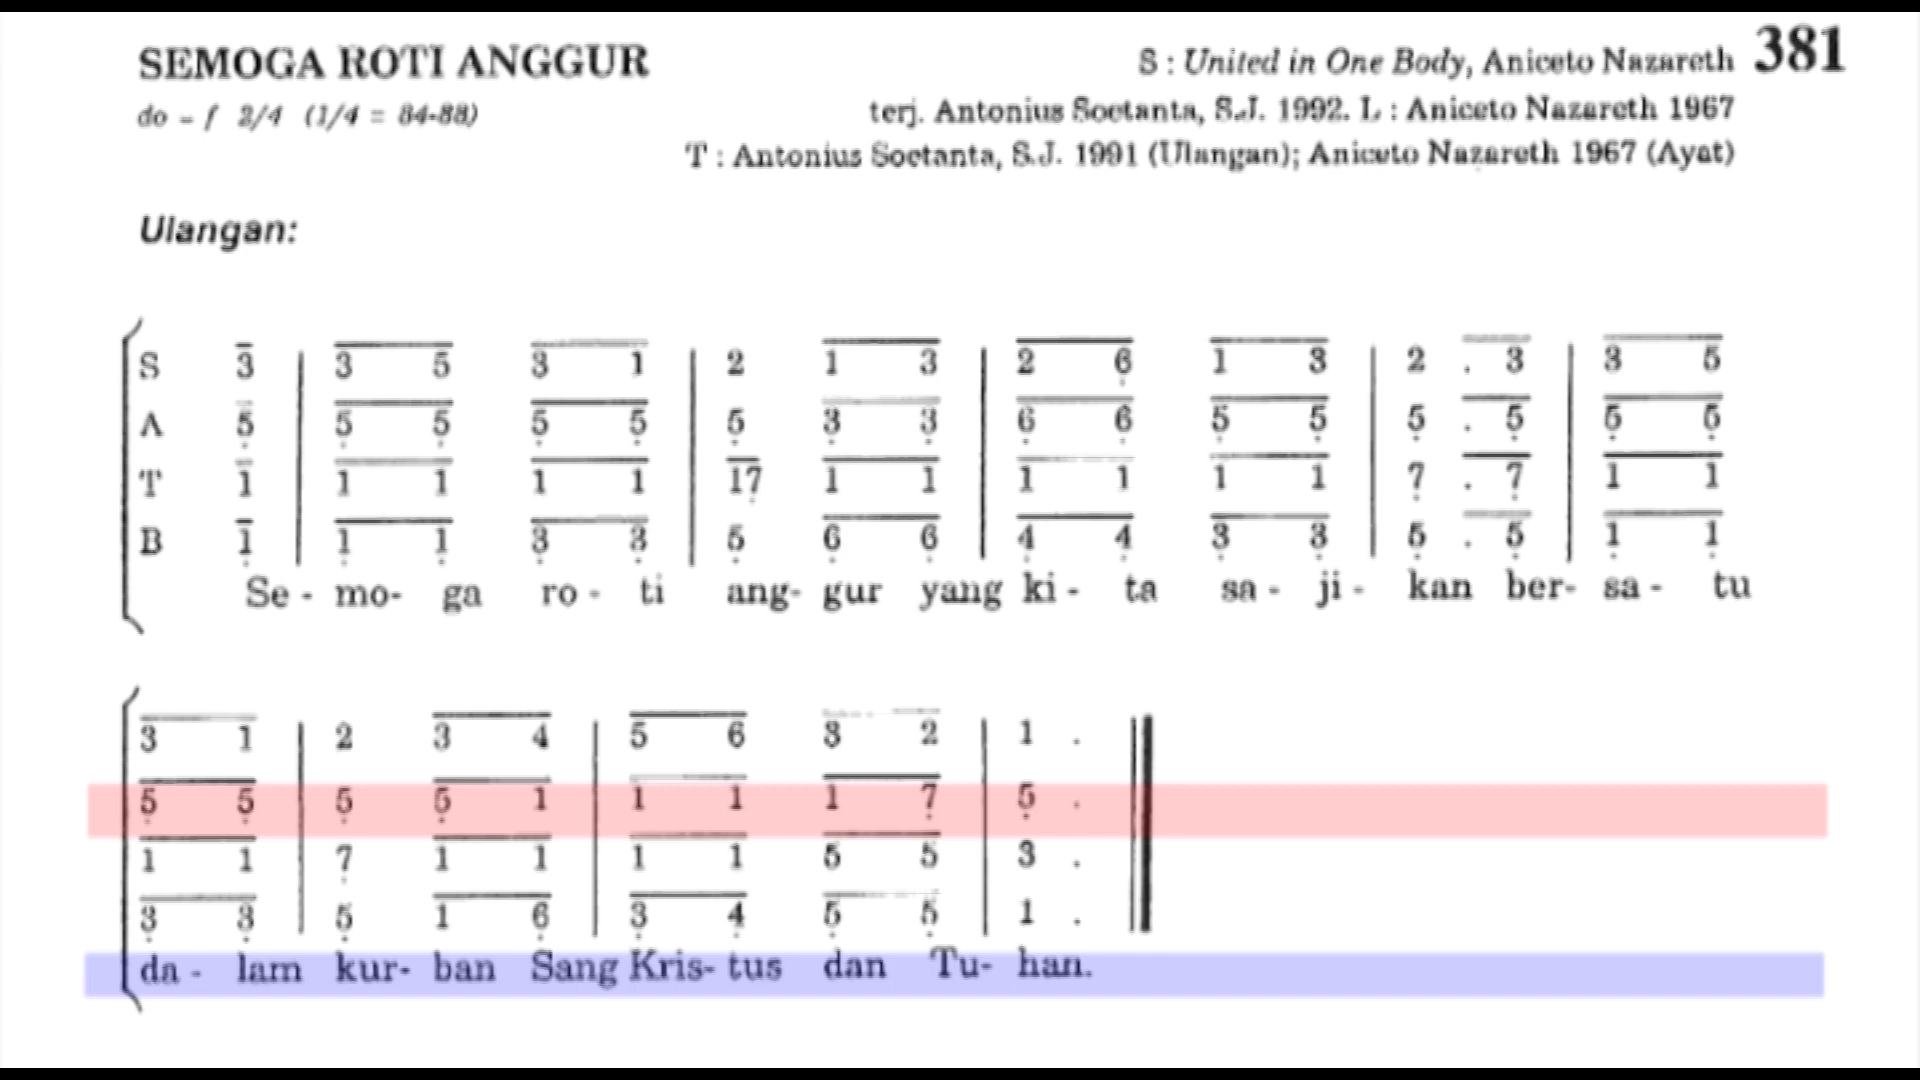 SEMOGA ROTI ANGGUR
S : United in One Body, Aniceto Nazareth 381
do = f 2/4 (1/4 = 84-88)
terj. Antonius Soetanta, S.J. 1992. L : Aniceto Nazareth 1967
T : Antonius Soetanta, S.J. 1991 (Ulangan); Aniceto Nazareth 1967 (Ayat)
Ulangan:
S 3 | 3 5 3 1 | 2 1 3 | 2 6̣ 1 3 | 2 . 3 | 3 5
A 5̣ | 5̣ 5̣ 5̣ 5̣ | 5̣ 3̣ 3̣ | 6̣ 6̣ 5̣ 5̣ | 5̣ . 5̣ | 5̣ 5̣
T 1 | 1 1 1 1 | 17̣ 1 1 | 1 1 1 1 | 7̣ . 7̣ | 1 1
B 1̣ | 1̣ 1̣ 3̣ 3̣ | 5̣ 6̣ 6̣ | 4̣ 4̣ 3̣ 3̣ | 5̣ . 5̣ | 1̣ 1̣
Se - mo- ga ro - ti ang- gur yang ki - ta sa - ji - kan ber- sa - tu
3 1 | 2 3 4 | 5 6 3 2 | 1 .
5̣ 5̣ | 5̣ 5̣ 1 | 1 1 1 7̣ | 5̣ .
1 1 | 7̣ 1 1 | 1 1 5 5 | 3 .
3̣ 3̣ | 5̣ 1 6̣ | 3̣ 4̣ 5̣ 5̣ | 1 .
da - lam kur- ban Sang Kris- tus dan Tu- han.